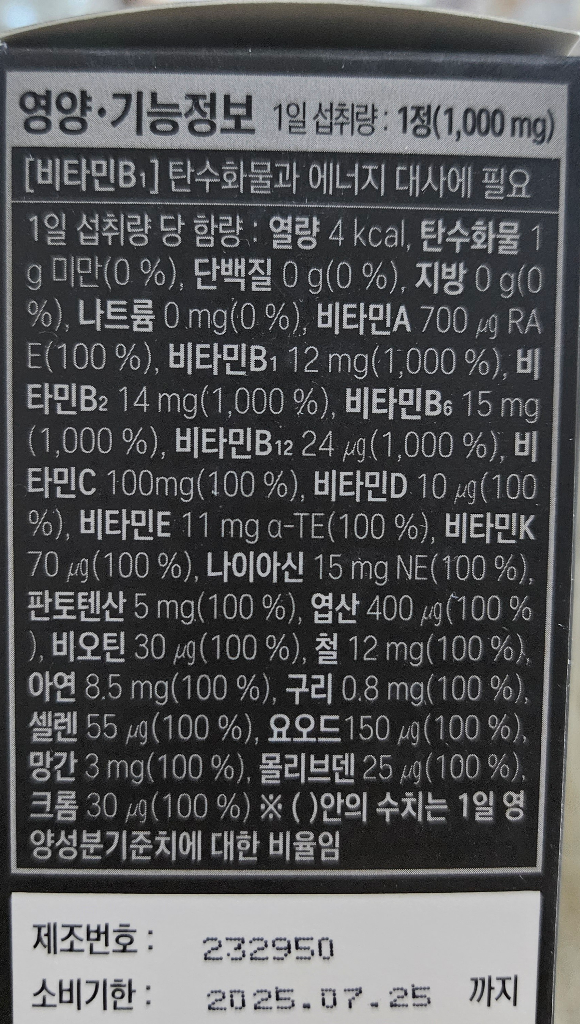 영양·기능정보 1일 섭취량 : 1정(1,000 mg)
[비타민B₁] 탄수화물과 에너지 대사에 필요
1일 섭취량 당 함량 : 열량 4 kcal, 탄수화물 1
g 미만(0 %), 단백질 0 g(0 %), 지방 0 g(0
%), 나트륨 0 mg(0 %), 비타민A 700 ㎍ RA
E(100 %), 비타민B₁ 12 mg(1,000 %), 비
타민B₂ 14 mg(1,000 %), 비타민B₆ 15 mg
(1,000 %), 비타민B₁₂ 24 ㎍(1,000 %), 비
타민C 100mg(100 %), 비타민D 10 ㎍(100
%), 비타민E 11 mg α-TE(100 %), 비타민K
70 ㎍(100 %), 나이아신 15 mg NE(100 %),
판토텐산 5 mg(100 %), 엽산 400 ㎍(100 %
), 비오틴 30 ㎍(100 %), 철 12 mg(100 %),
아연 8.5 mg(100 %), 구리 0.8 mg(100 %),
셀렌 55 ㎍(100 %), 요오드150 ㎍(100 %),
망간 3 mg(100 %), 몰리브덴 25 ㎍(100 %),
크롬 30 ㎍(100 %) ※ ( )안의 수치는 1일 영
양성분기준치에 대한 비율임
제조번호 : 232950
소비기한 : 2025.07.25 까지